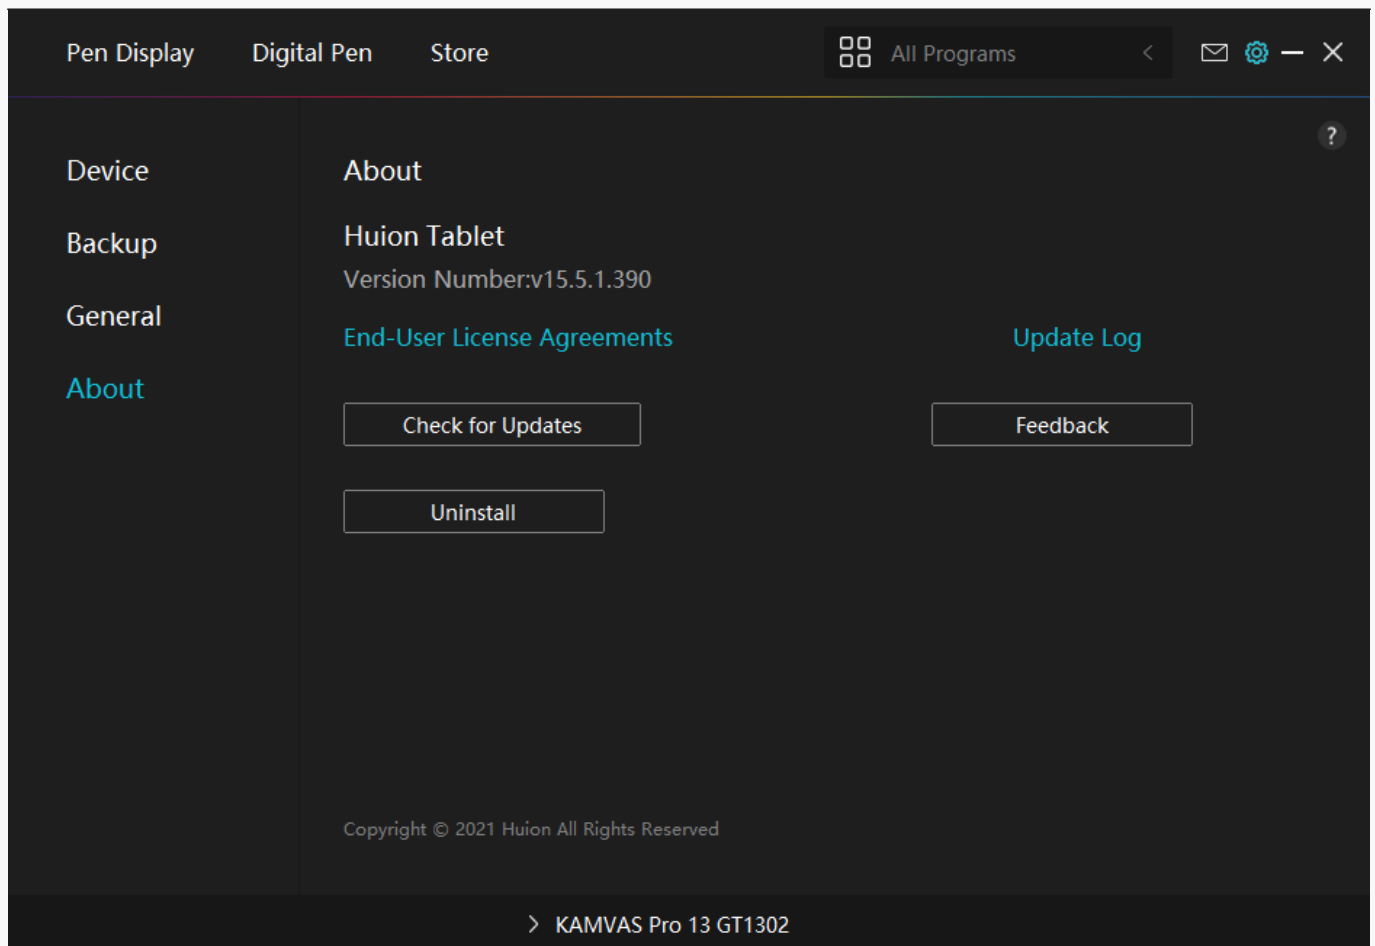 Pen Display Digital Pen Store All Programs
?
Device
Backup
General
About
About
Huion Tablet
Version Number:v15.5.1.390
End-User License Agreements Update Log
Check for Updates Feedback
Uninstall
Copyright © 2021 Huion All Rights Reserved
KAMVAS Pro 13 GT1302